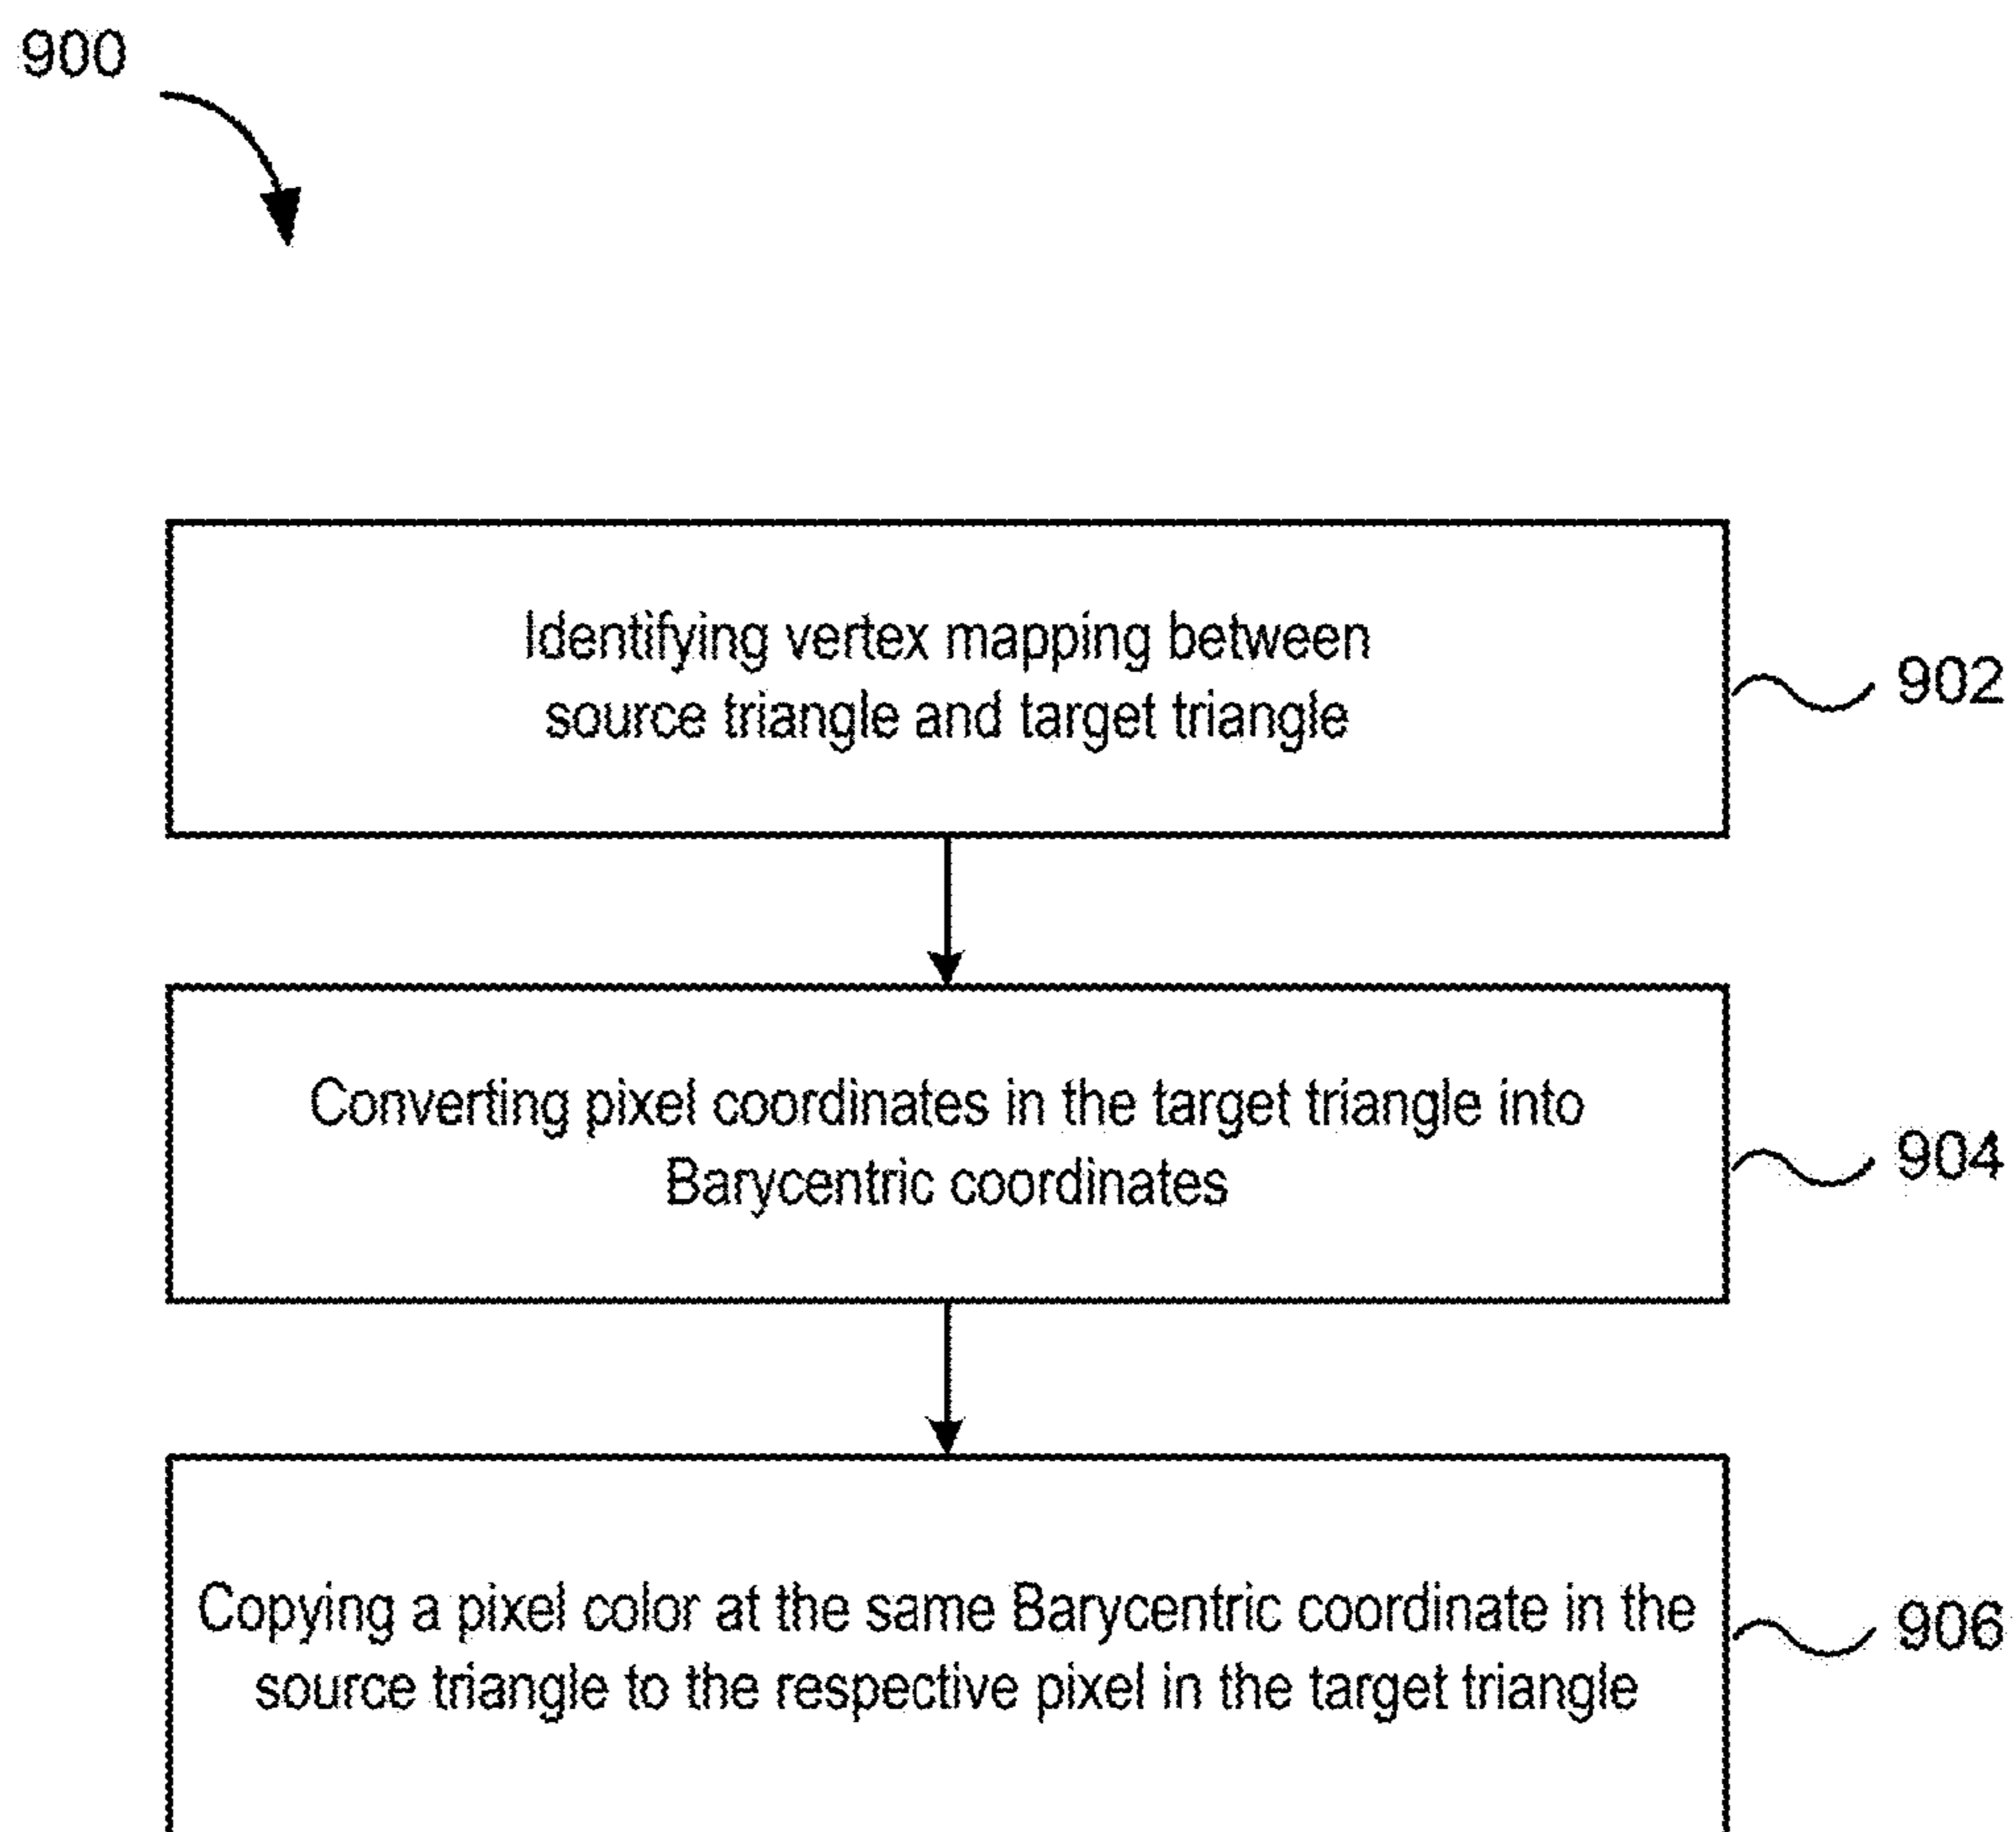 900
Identifying vertex mapping between
source triangle and target triangle
902
Converting pixel coordinates in the target triangle into
Barycentric coordinates
904
Copying a pixel color at the same Barycentric coordinate in the
source triangle to the respective pixel in the target triangle
906